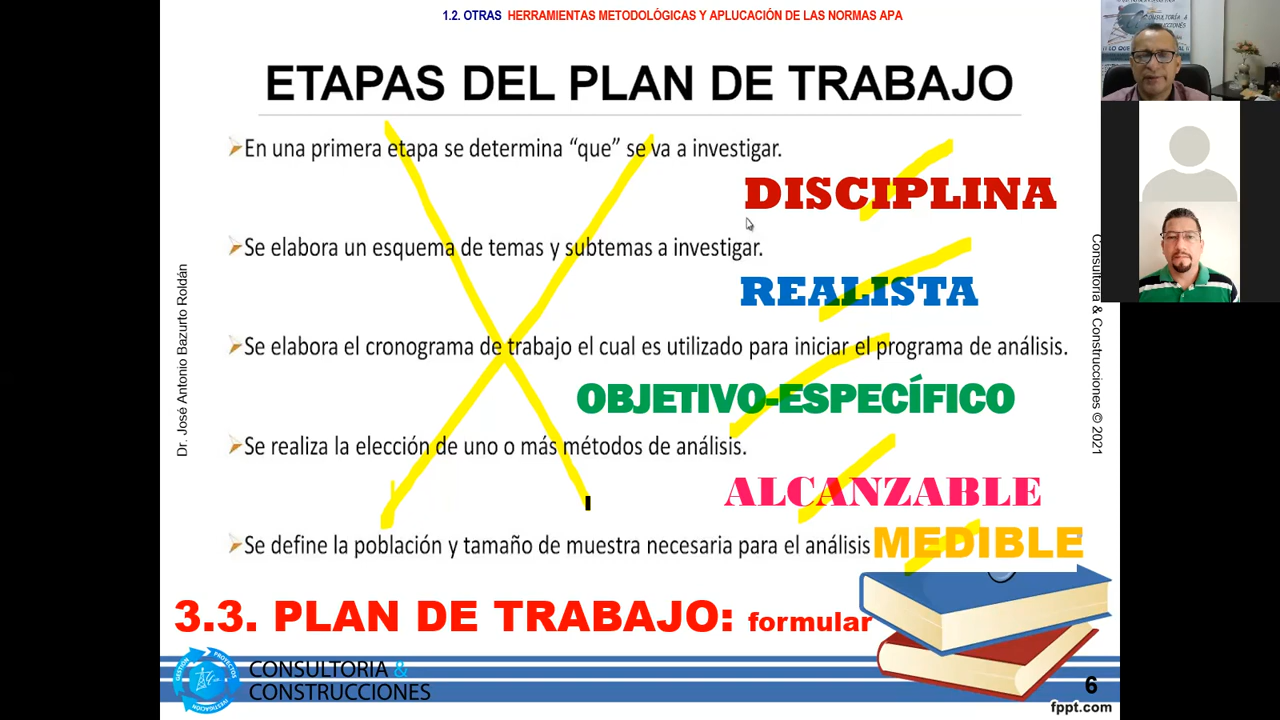 1.2. OTRAS HERRAMIENTAS METODOLÓGICAS Y APLUCACIÓN DE LAS NORMAS APA
ETAPAS DEL PLAN DE TRABAJO
En una primera etapa se determina “que” se va a investigar.
DISCIPLINA
Se elabora un esquema de temas y subtemas a investigar.
REALISTA
Se elabora el cronograma de trabajo el cual es utilizado para iniciar el programa de análisis.
OBJETIVO-ESPECÍFICO
Se realiza la elección de uno o más métodos de análisis.
ALCANZABLE
Se define la población y tamaño de muestra necesaria para el análisis
MEDIBLE
3.3. PLAN DE TRABAJO: formular
Dr. José Antonio Bazurto Roldán
Consultoria & Construcciones © 2021
GESTIÓN PROYECTOS INVESTIGACIÓN
CONSULTORIA &
CONSTRUCCIONES
6
fppt.com